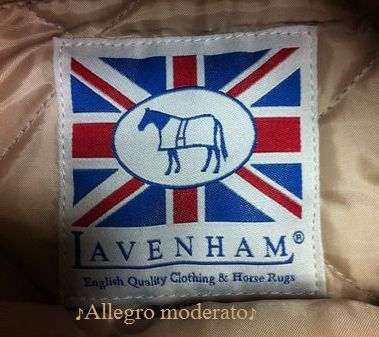 LAVENHAM®
English Quality Clothing & Horse Rugs
♪Allegro moderato♪